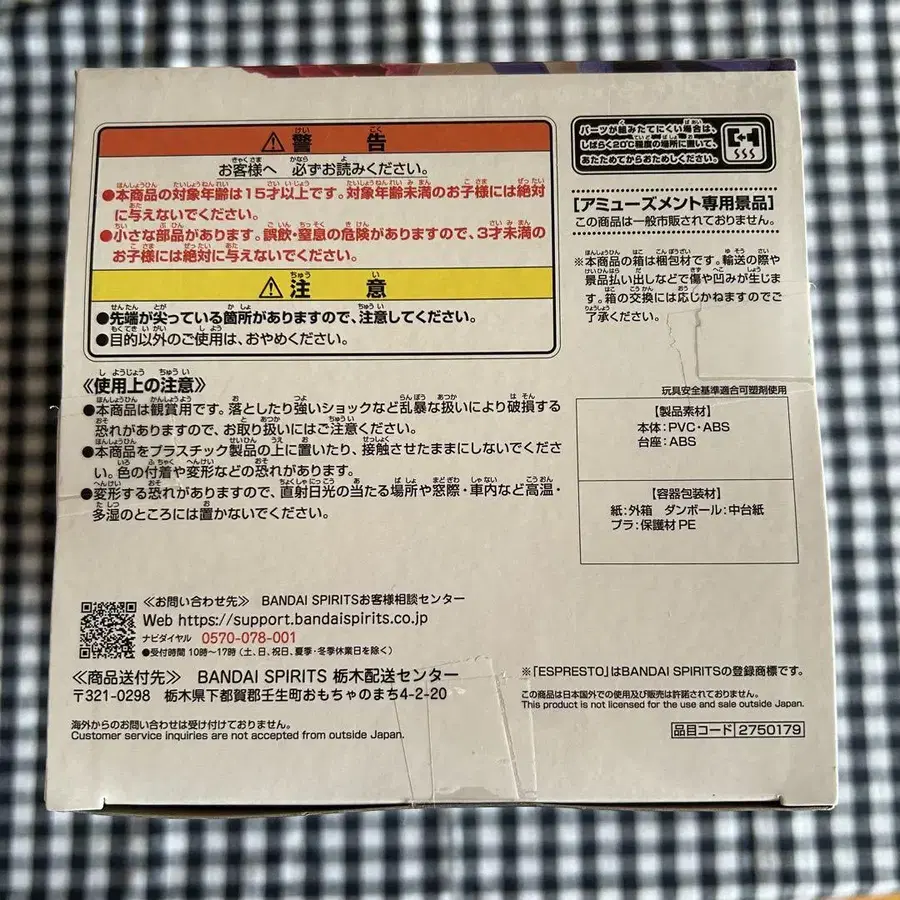 ⚠警告
お客様へ 必ずお読みください。
●本商品の対象年齢は15才以上です。対象年齢未満のお子様には絶対
に与えないでください。
●小さな部品があります。誤飲・窒息の危険がありますので、3才未満の
お子様には絶対に与えないでください。
⚠注意
●先端が尖っている箇所がありますので、注意してください。
●目的以外のご使用は、おやめください。
パーツが組みたてにくい場合は、
しばらく20℃程度の場所に置いて、
あたためてからおためしください。
[アミューズメント専用景品]
この商品は一般市販されておりません。
※本商品の箱は梱包材です。輸送の際や
景品払い出しなどで傷や凹みが生じま
す。箱の交換には応じかねますのでご
了承ください。
《使用上の注意》
●本商品は観賞用です。落としたり強いショックなど乱暴な扱いにより破損する
恐れがありますので、お取り扱いにはご注意ください。
●本商品をプラスチック製品の上に置いたり、接触させたままにしないでくださ
い。色の付着や変形などの恐れがあります。
●変形する恐れがありますので、直射日光の当たる場所や窓際・車内など高温・
多湿のところには置かないでください。
玩具安全基準適合可塑剤使用
【製品素材】
本体:PVC・ABS
台座:ABS
【容器包装材】
紙:外箱 ダンボール:中台紙
プラ:保護材PE
≪お問い合わせ先≫ BANDAI SPIRITSお客様相談センター
Web https://support.bandaispirits.co.jp
ナビダイヤル 0570-078-001
●受付時間 10時〜17時(土、日、祝日、夏季・冬季休業日を除く)
≪商品送付先≫ BANDAI SPIRITS 栃木配送センター
〒321-0298 栃木県下都賀郡壬生町おもちゃのまち4-2-20
海外からのお問い合わせは受け付けておりません。
Customer service inquiries are not accepted from outside Japan.
※「ESPRESTO」はBANDAI SPIRITSの登録商標です。
この商品は日本国外での使用及び販売は許諾されておりません。
This product is not licensed for the use and sale outside Japan.
品目コード 2750179